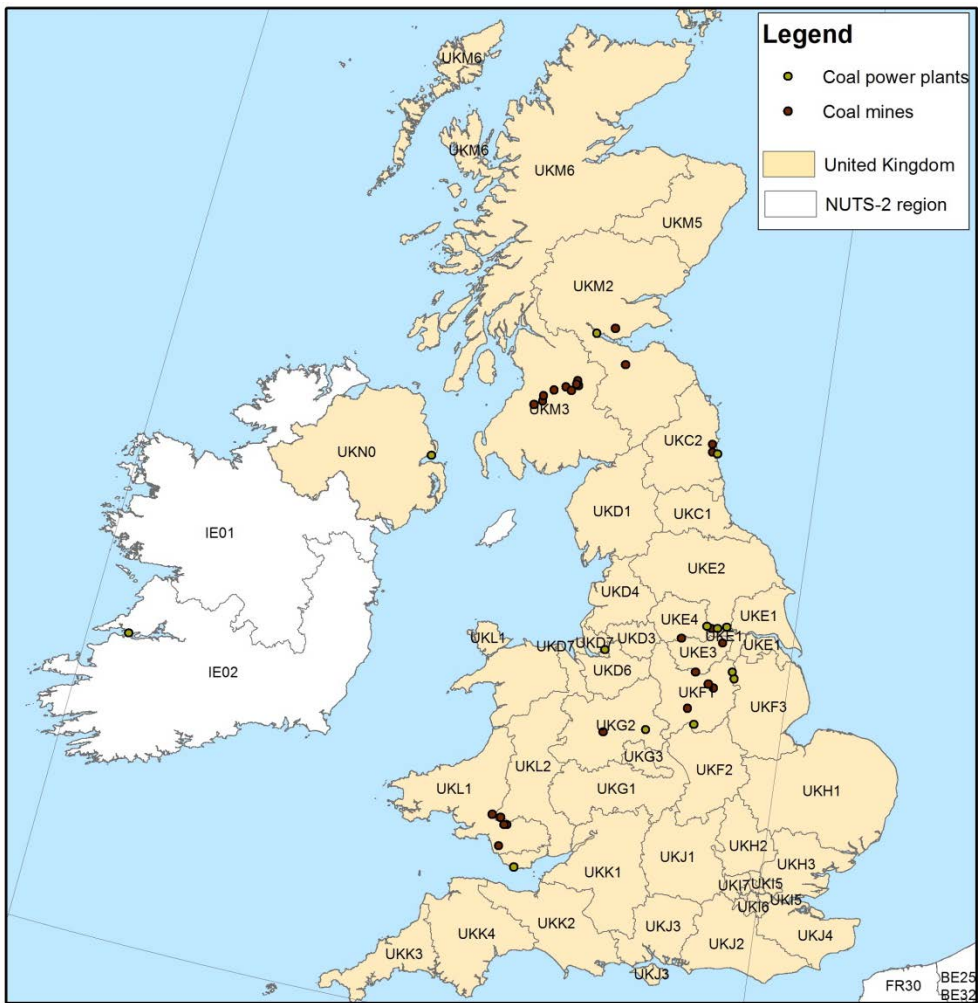 Legend
Coal power plants
Coal mines
United Kingdom
NUTS-2 region
UKM6
UKM6
UKM6
UKM5
UKM2
UKM3
UKC2
UKN0
UKD1
UKC1
IE01
UKE2
UKD4
UKE4
UKE1
UKE1
UKL1
UKD7
UKD7
UKD3
UKE3
UKE1
IE02
UKD6
UKF1
UKF3
UKG2
UKL2
UKG3
UKF2
UKL1
UKG1
UKH1
UKK1
UKJ1
UKH2
UKH3
UKI7
UKI5
UKI6
UKI5
UKK3
UKK4
UKK2
UKJ3
UKJ2
UKJ4
UKJ3
FR30
BE25
BE32